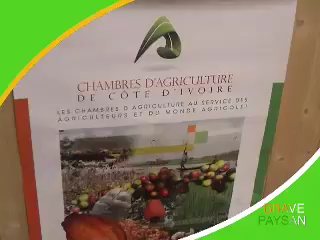 CHAMBRES D'AGRICULTURE
DE CÔTE D'IVOIRE
LES CHAMBRES D'AGRICULTURE AU SERVICE DES
AGRICULTEURS ET DU MONDE AGRICOLE)
PAYSAN